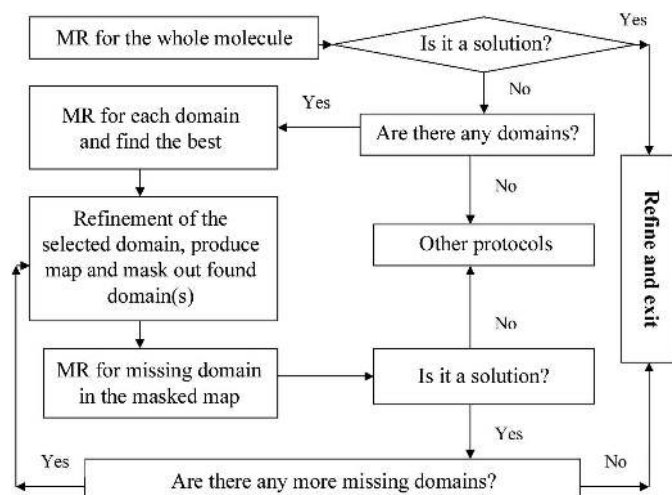 MR for the whole molecule
Is it a solution?
Yes
No
Yes
MR for each domain
and find the best
Are there any domains?
No
Refinement of the
selected domain, produce
map and mask out found
domain(s)
Other protocols
Refine and exit
No
MR for missing domain
in the masked map
Is it a solution?
Yes
Yes
Are there any more missing domains?
No